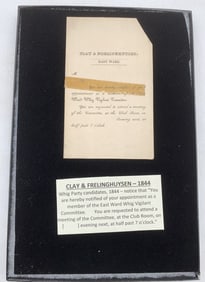 CLAY & FRELINGHUYSEN.
EAST WARD.
appointment as a
Whig Vigilant Committee.
You are requested to attend a meeting
of the Committee, at the Club Room, on
evening next, at
half past 7 o'clock.
CLAY & FRELINGHUYSEN – 1844
Whig Party candidates, 1844 – notice that "You
are hereby notified of your appointment as a
member of the East Ward Whig Vigilant
Committee. You are requested to attend a
meeting of the Committee, at the Club Room, on
[ ] evening next, at half past 7 o'clock."